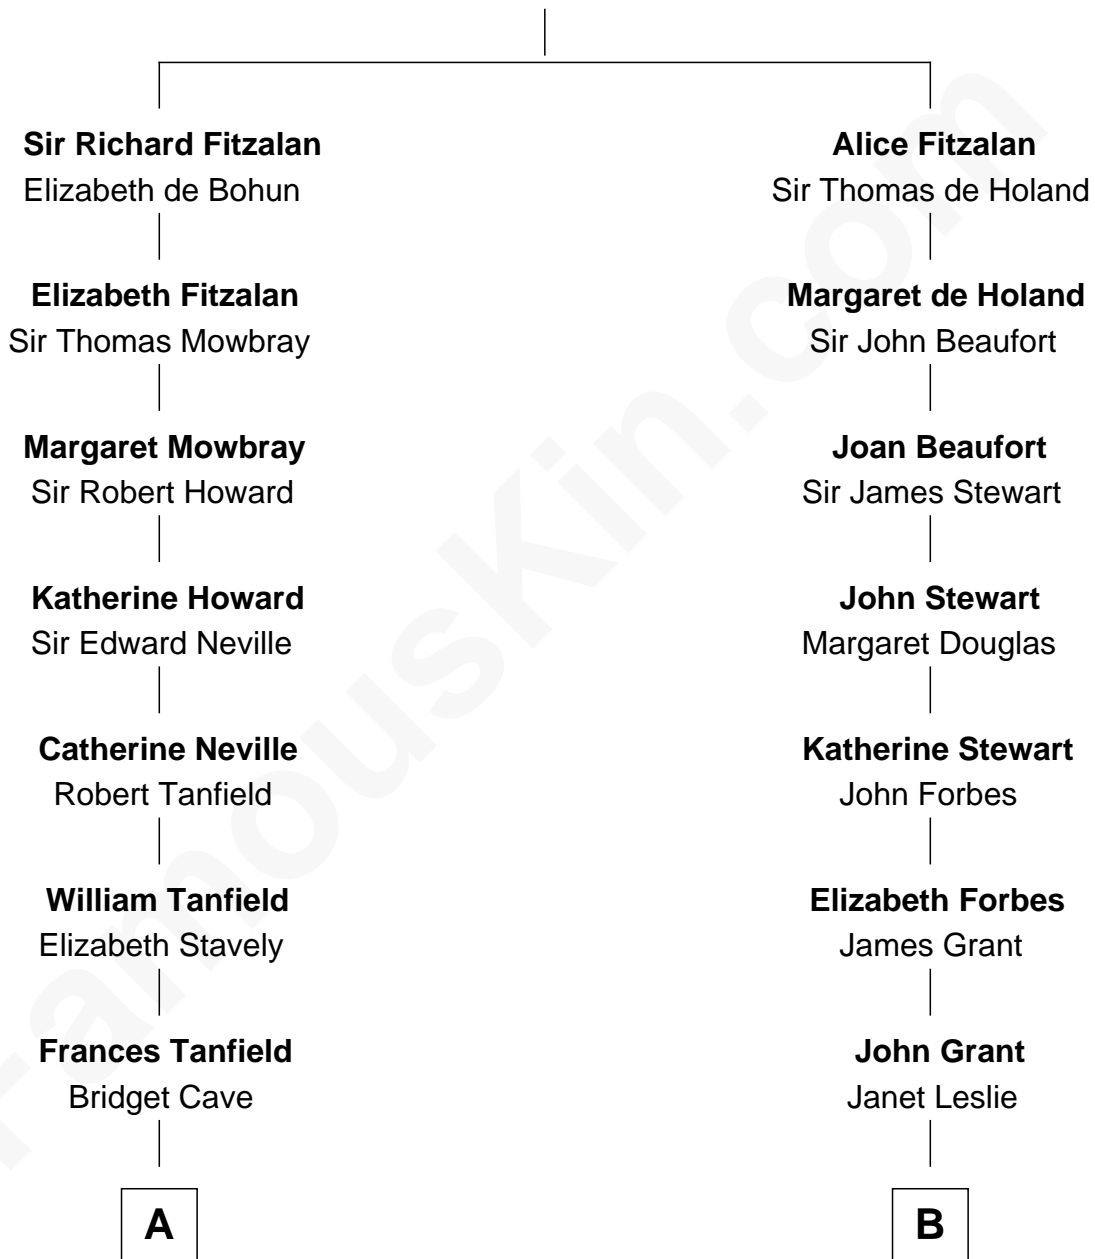 Sir Richard Fitzalan
Elizabeth de Bohun
Elizabeth Fitzalan
Sir Thomas Mowbray
Margaret Mowbray
Sir Robert Howard
Katherine Howard
Sir Edward Neville
Catherine Neville
Robert Tanfield
William Tanfield
Elizabeth Stavely
Frances Tanfield
Bridget Cave
A
Alice Fitzalan
Sir Thomas de Holand
Margaret de Holand
Sir John Beaufort
Joan Beaufort
Sir James Stewart
John Stewart
Margaret Douglas
Katherine Stewart
John Forbes
Elizabeth Forbes
James Grant
John Grant
Janet Leslie
B
FamousKin.com